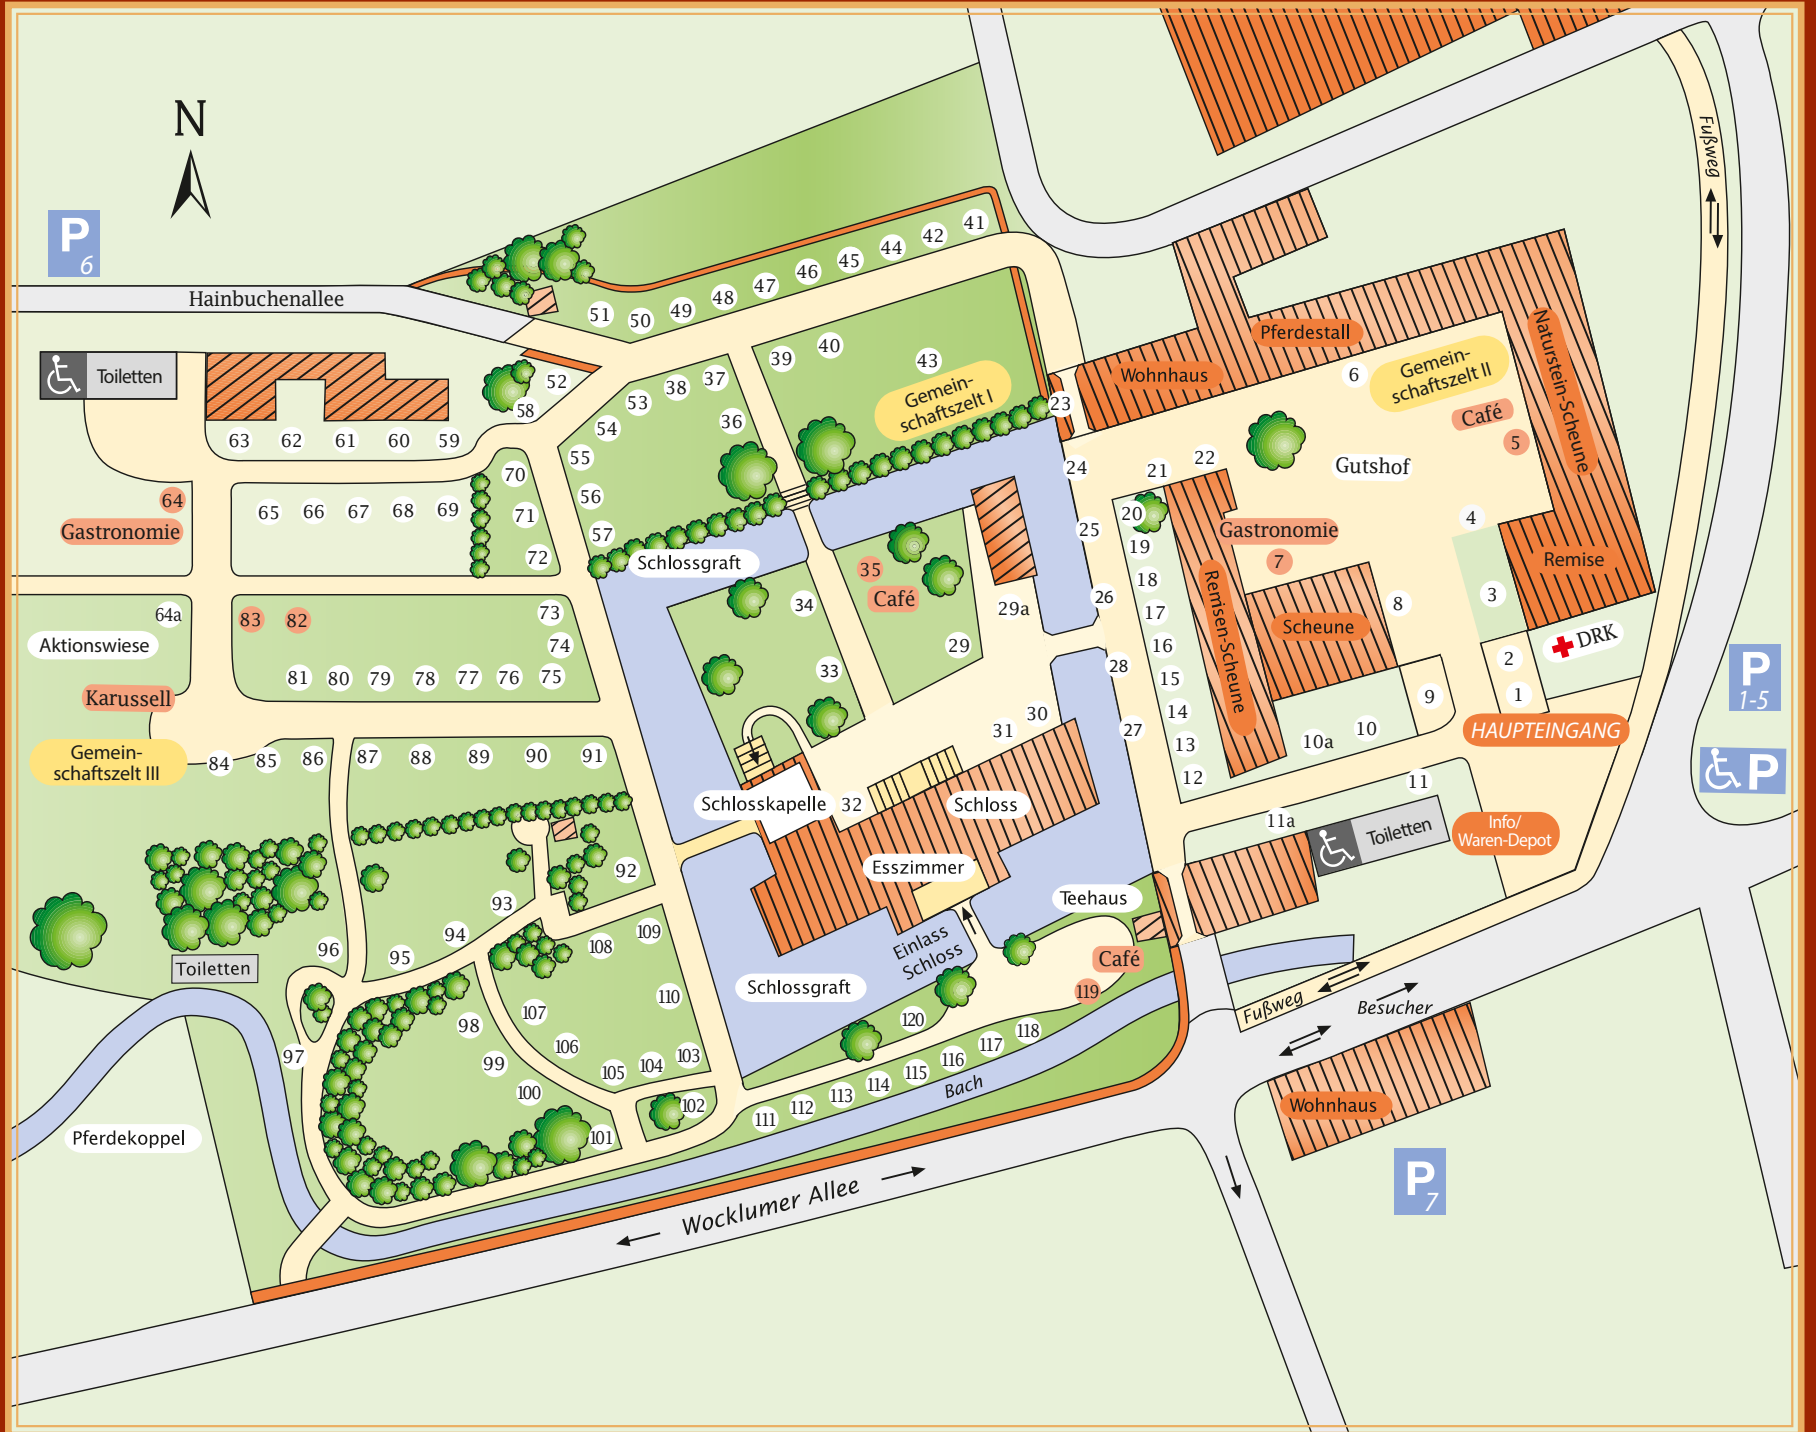 N
P
6
Hainbuchenallee
Toiletten
Fußweg
41
42
44
45
46
47
48
49
50
51
52
58
63
62
61
60
59
39
40
43
Gemein-
schaftszelt I
38
37
53
36
54
55
56
57
23
Wohnhaus
Pferdestall
6
Gemein-
schaftszelt II
Café
5
Naturstein-Scheune
Gutshof
24
21
22
70
71
72
64
Gastronomie
65
66
67
68
69
20
25
19
18
17
16
15
14
13
12
26
28
27
Gastronomie
7
4
Remise
3
8
Scheune
Remisen-Scheune
2
1
DRK
9
HAUPTEINGANG
10a
10
11
11a
Toiletten
Info/
Waren-Depot
P
1-5
P
Schlossgraft
35
Café
34
33
29a
29
30
31
32
Schlosskapelle
Schloss
Esszimmer
Teehaus
Einlass
Schloss
Café
119
Schlossgraft
120
64a
Aktionswiese
83
82
73
74
75
76
77
78
79
80
81
Karussell
Gemein-
schaftszelt III
84
85
86
87
88
89
90
91
92
93
94
95
96
Toiletten
97
98
99
100
101
102
103
104
105
106
107
108
109
110
111
112
113
114
115
116
117
118
Bach
Fußweg
Besucher
Pferdekoppel
Wohnhaus
P
7
Wocklumer Allee